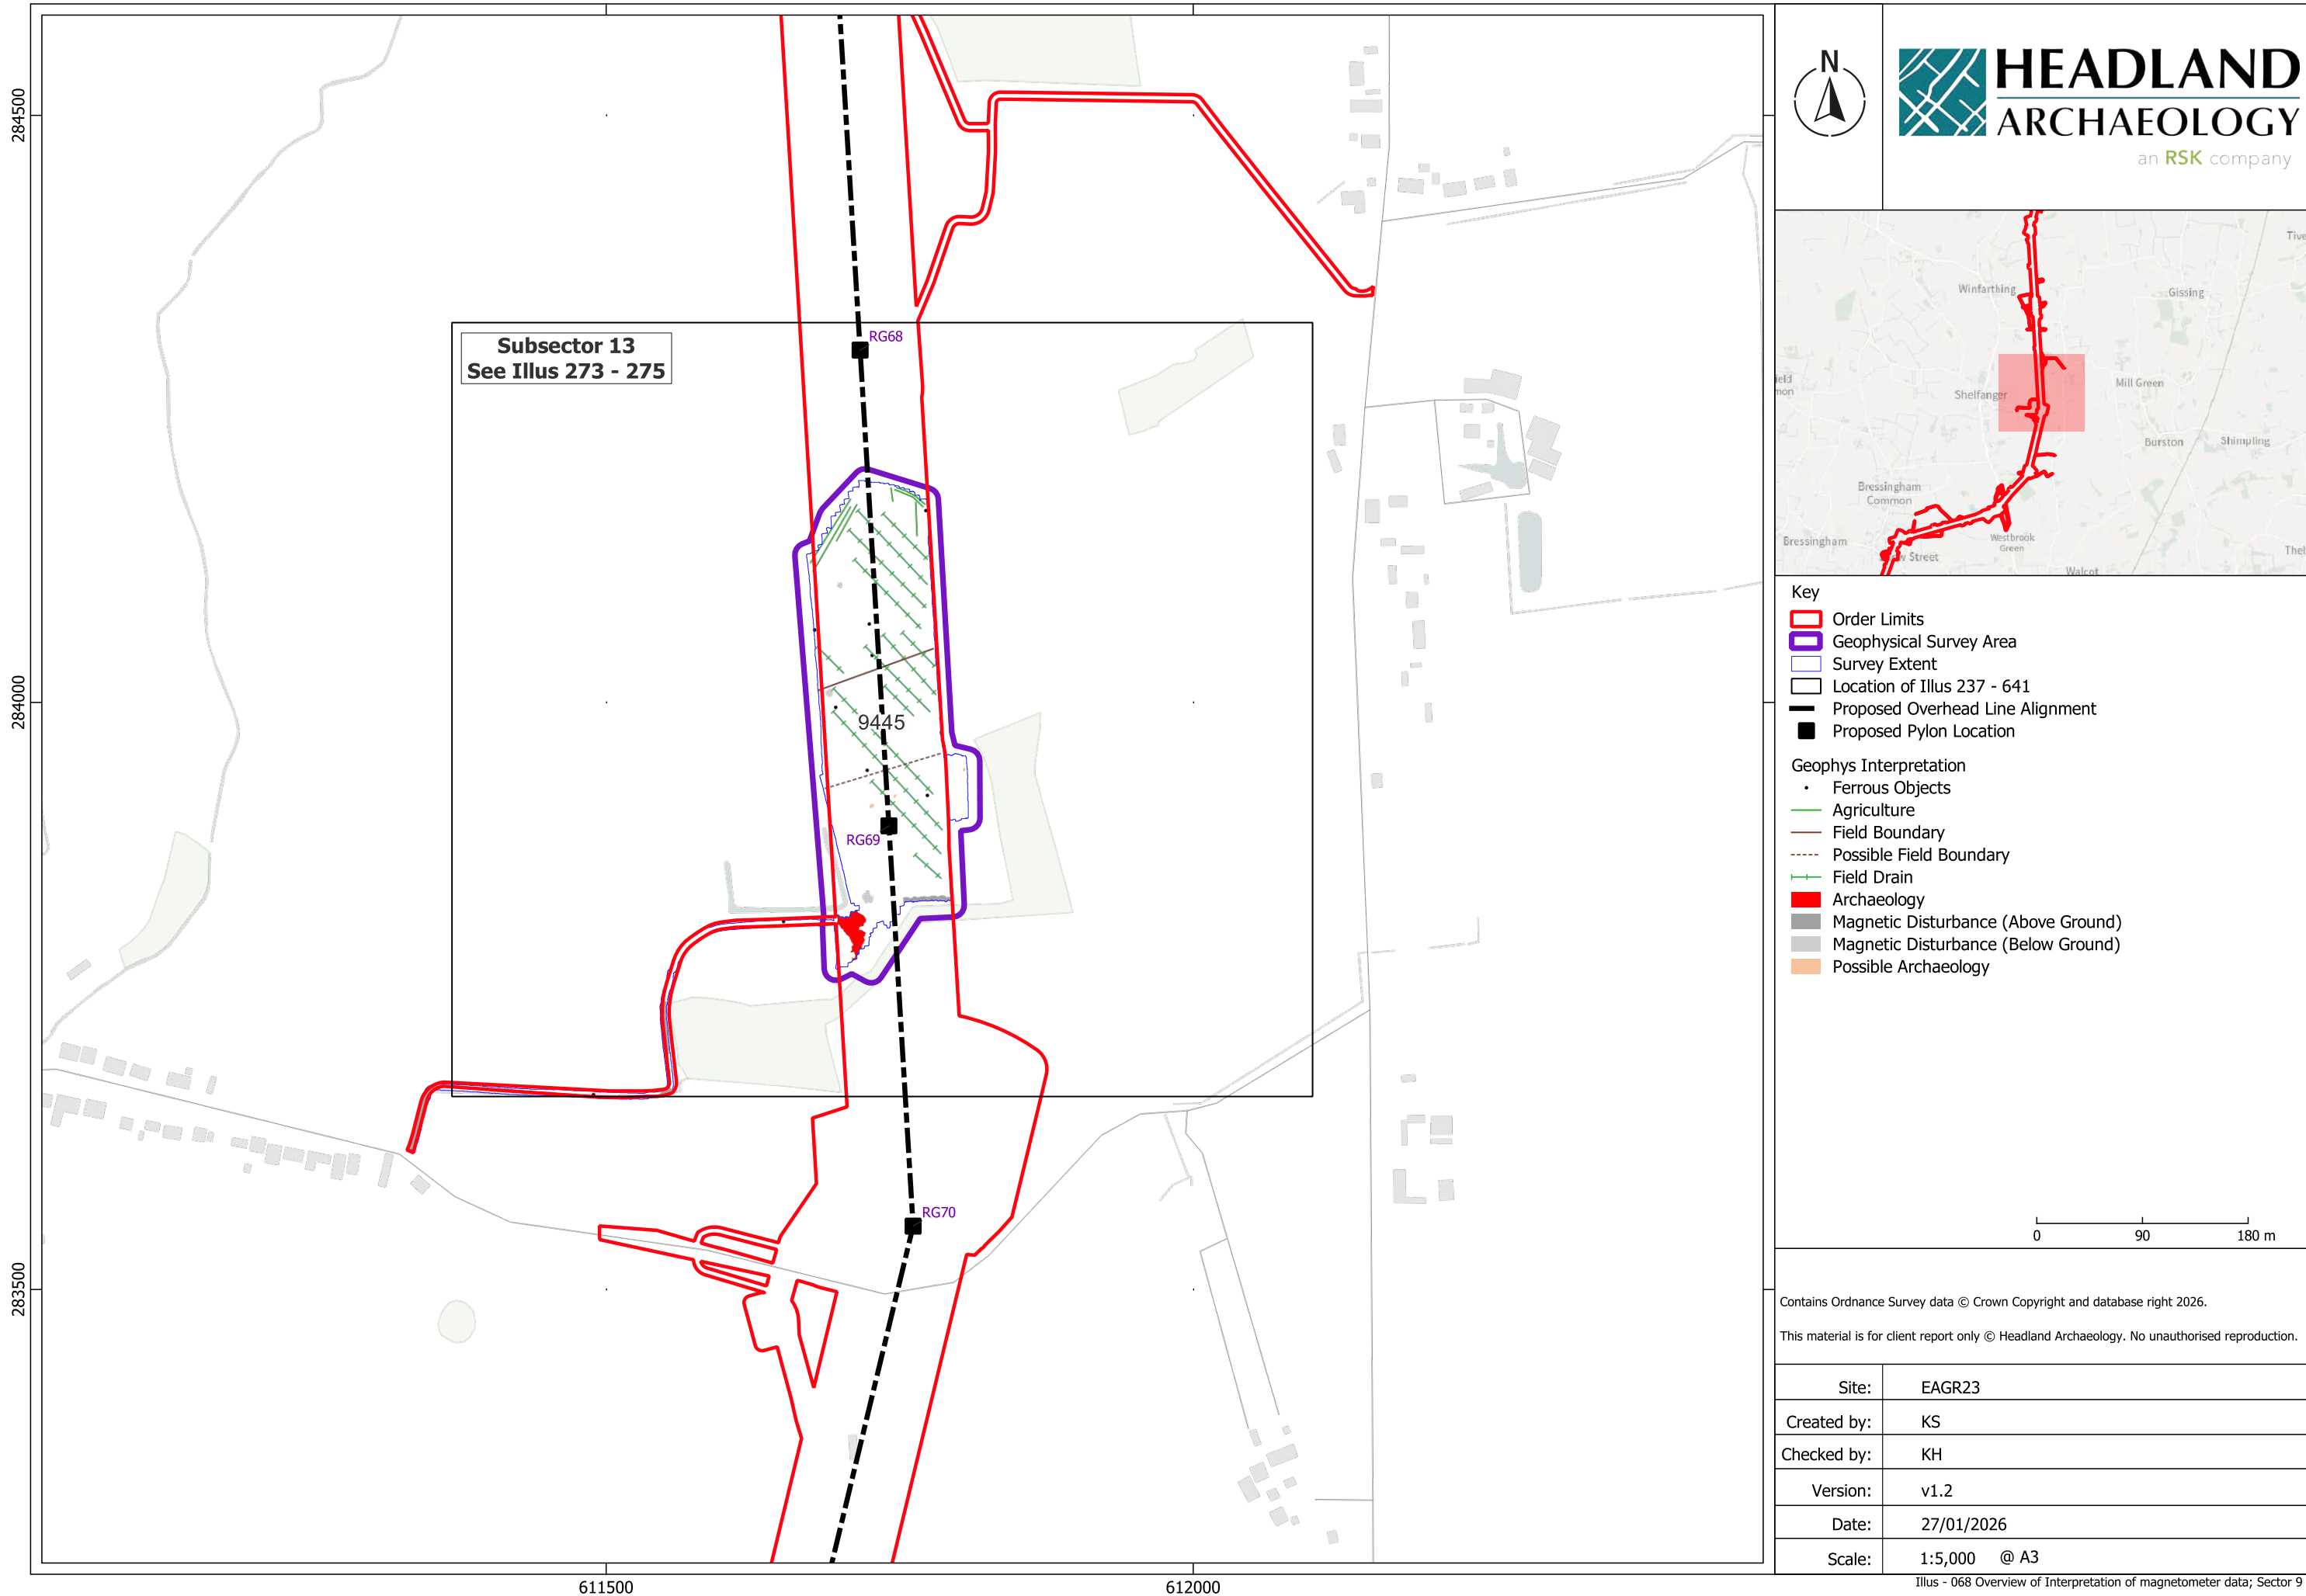 284500
284000
283500
611500
612000
Subsector 13
See Illus 273 - 275
RG68
9445
RG69
RG70
N
HEADLAND
ARCHAEOLOGY
an RSK company
Tive
Winfarthing
Gissing
ield
mon
Shelfanger
Mill Green
Burston
Shimpling
Bressingham
Common
Bressingham
Westbrook
Green
w Street
Walcot
Thel
Key
Order Limits
Geophysical Survey Area
Survey Extent
Location of Illus 237 - 641
Proposed Overhead Line Alignment
Proposed Pylon Location
Geophys Interpretation
Ferrous Objects
Agriculture
Field Boundary
Possible Field Boundary
Field Drain
Archaeology
Magnetic Disturbance (Above Ground)
Magnetic Disturbance (Below Ground)
Possible Archaeology
0 90 180 m
Contains Ordnance Survey data © Crown Copyright and database right 2026.
This material is for client report only © Headland Archaeology. No unauthorised reproduction.
Site: EAGR23
Created by: KS
Checked by: KH
Version: v1.2
Date: 27/01/2026
Scale: 1:5,000 @ A3
Illus - 068 Overview of Interpretation of magnetometer data; Sector 9